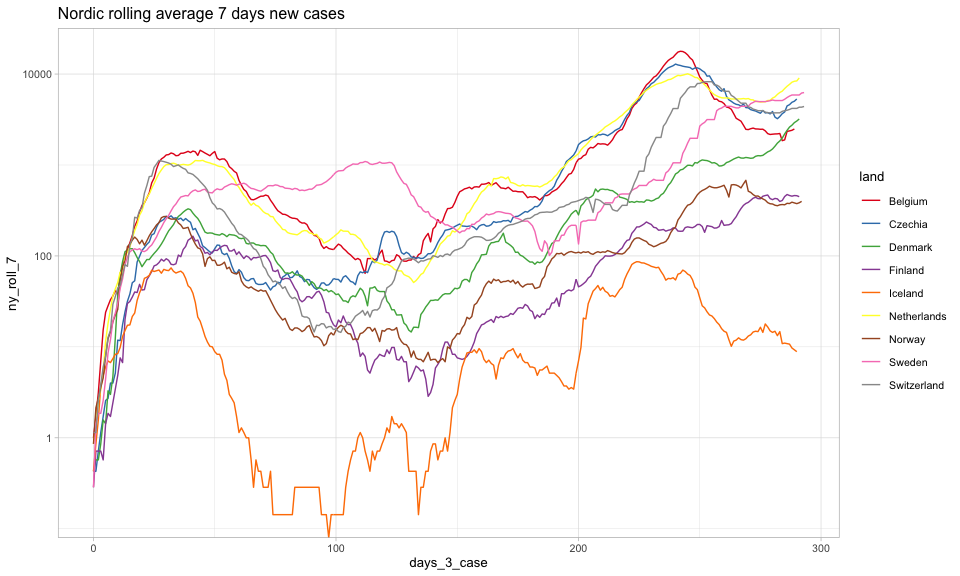 Nordic rolling average 7 days new cases
10000
100
1
ny_roll_7
0
100
200
300
days_3_case
land
Belgium
Czechia
Denmark
Finland
Iceland
Netherlands
Norway
Sweden
Switzerland